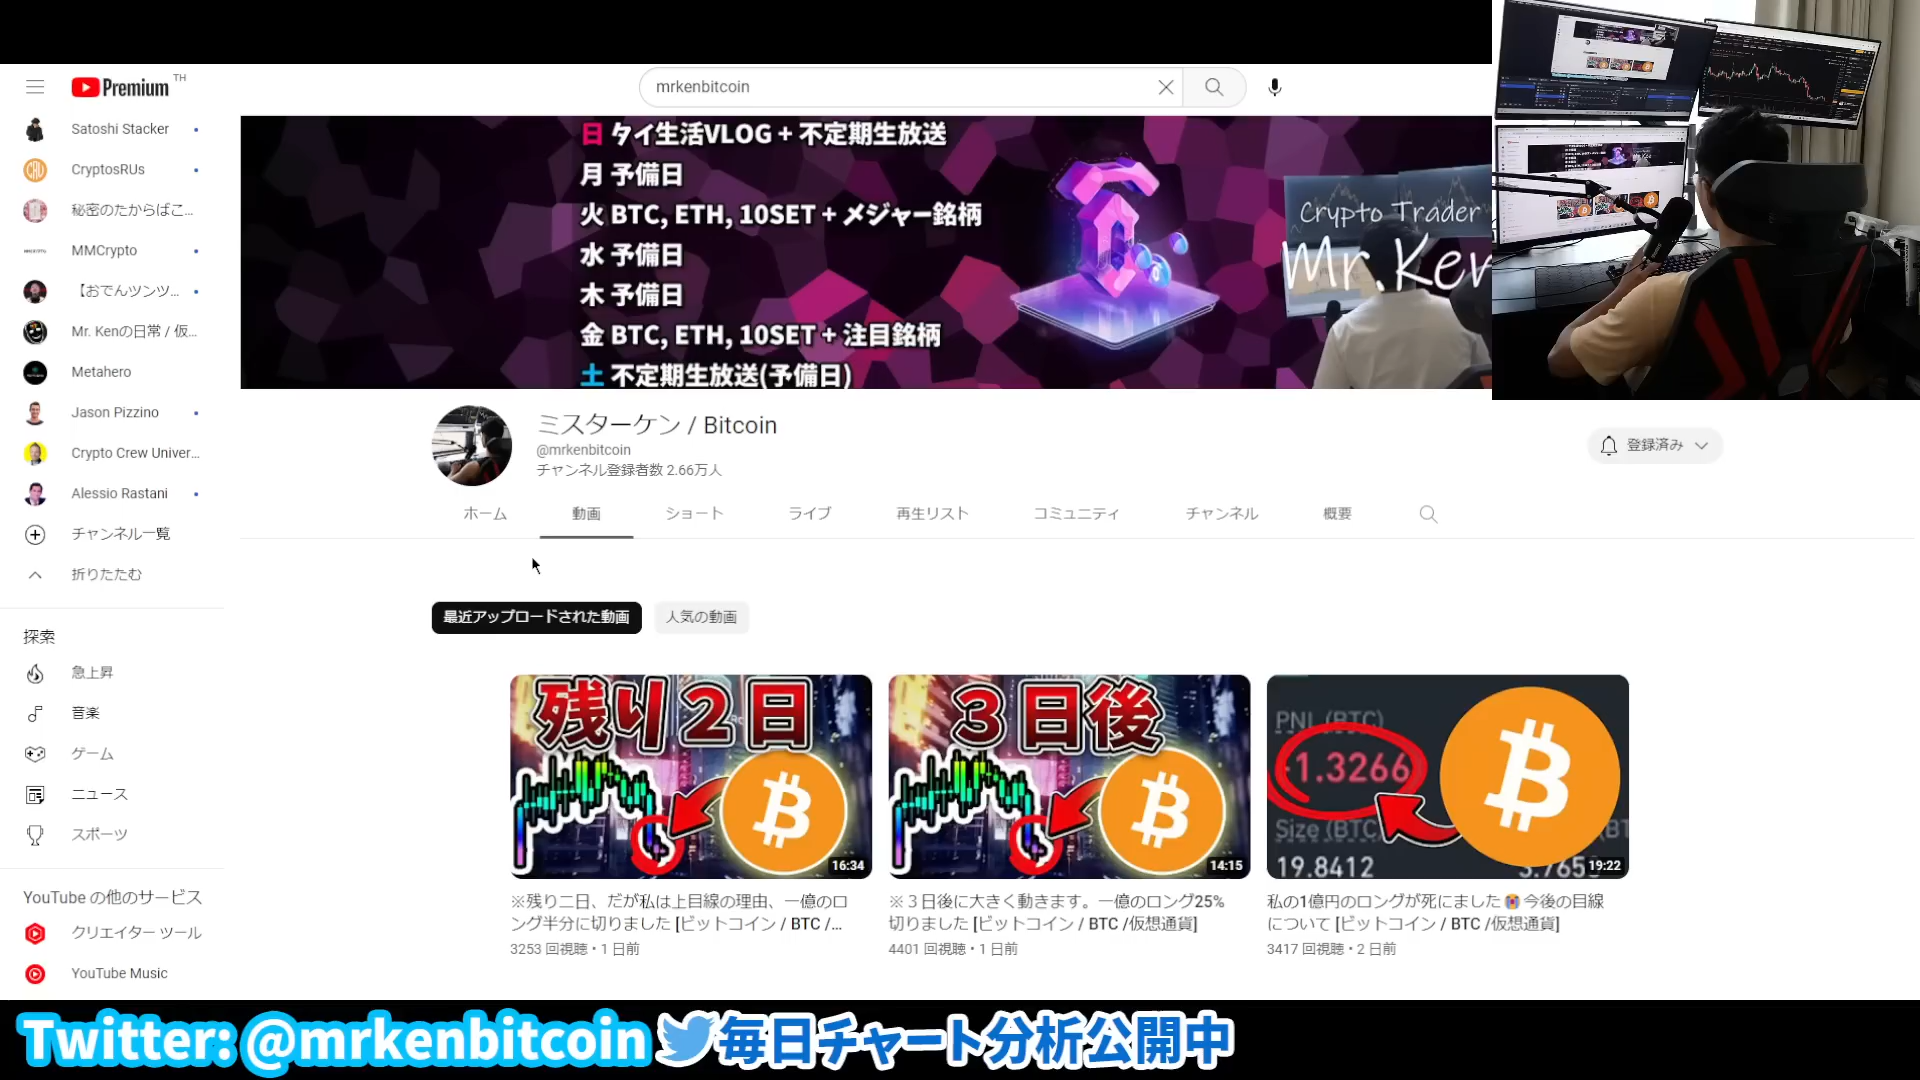 Premium TH
mrkenbitcoin
Satoshi Stacker
CryptosRUs
秘密のたからばこ...
MMCrypto
【おでんツンツ...
Mr. Kenの日常 / 仮...
Metahero
Jason Pizzino
Crypto Crew Univer...
Alessio Rastani
チャンネル一覧
折りたたむ
探索
急上昇
音楽
ゲーム
ニュース
スポーツ
YouTube の他のサービス
クリエイター ツール
YouTube Music
日 タイ生活VLOG + 不定期生放送
月 予備日
火 BTC, ETH, 10SET + メジャー銘柄
水 予備日
木 予備日
金 BTC, ETH, 10SET + 注目銘柄
土 不定期生放送(予備日)
Crypto Trader
Mr. Ken
ミスターケン / Bitcoin
@mrkenbitcoin
チャンネル登録者数 2.66万人
登録済み
ホーム
動画
ショート
ライブ
再生リスト
コミュニティ
チャンネル
概要
最近アップロードされた動画
人気の動画
残り2日
16:34
※残り二日、だが私は上目線の理由、一億のロ
ング半分に切りました [ビットコイン / BTC /...
3253 回視聴・1 日前
3日後
14:15
※３日後に大きく動きます。一億のロング25%
切りました [ビットコイン / BTC /仮想通貨]
4401 回視聴・1 日前
PNL (BTC)
-1.3266
Size (BTC
19.8412
3.765
19:22
私の1億円のロングが死にました😭今後の目線
について [ビットコイン / BTC /仮想通貨]
3417 回視聴・2 日前
Twitter: @mrkenbitcoin 毎日チャート分析公開中